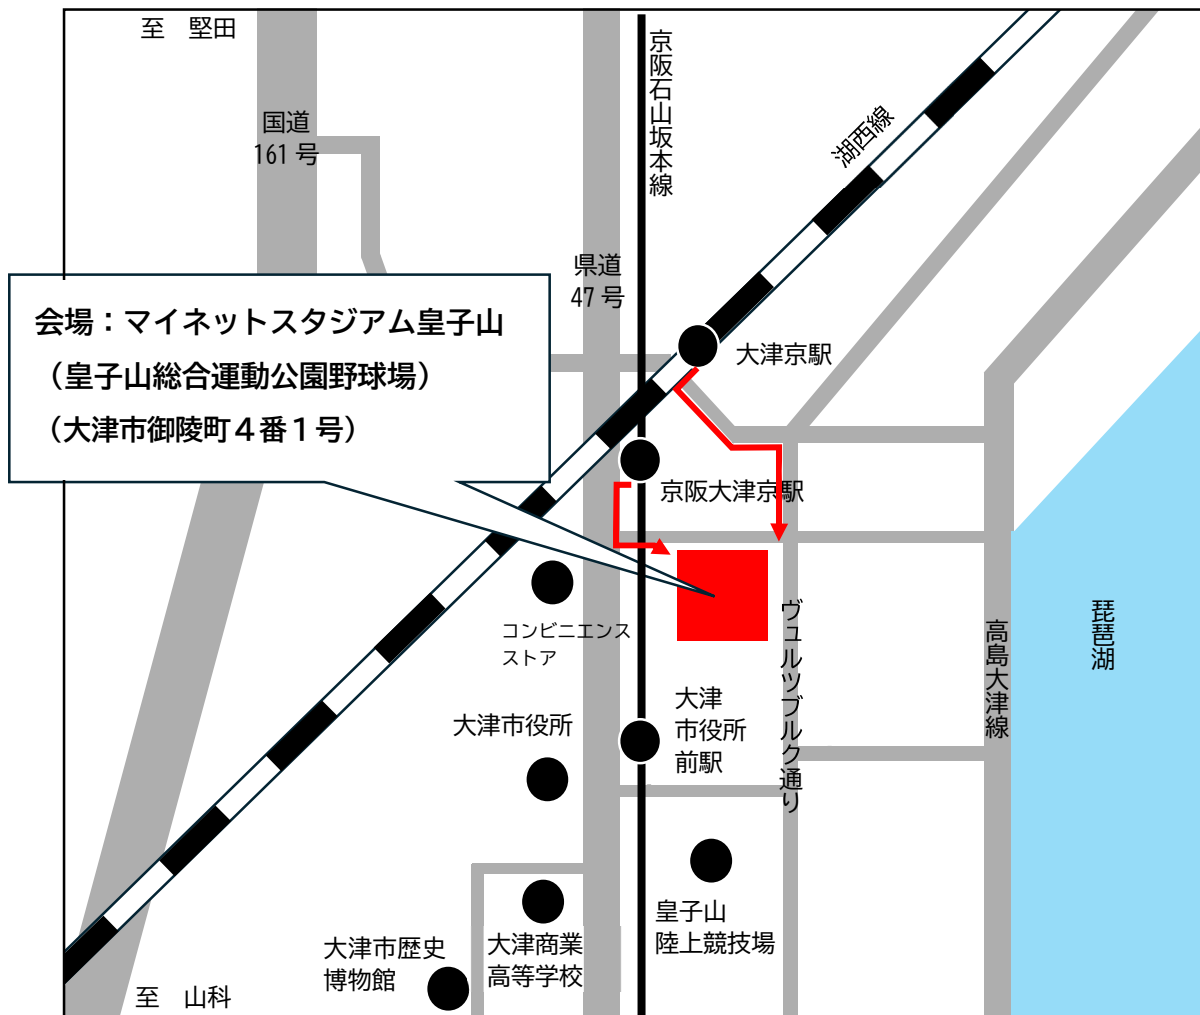 至　堅田
京阪石山坂本線
国道
161号
湖西線
県道
47号
会場：マイネットスタジアム皇子山
（皇子山総合運動公園野球場）
（大津市御陵町４番１号）
大津京駅
京阪大津京駅
コンビニエンス
ストア
ヴュルツブルク通り
高島大津線
琵琶湖
大津市役所
大津
市役所
前駅
皇子山
陸上競技場
大津市歴史
博物館
大津商業
高等学校
至　山科